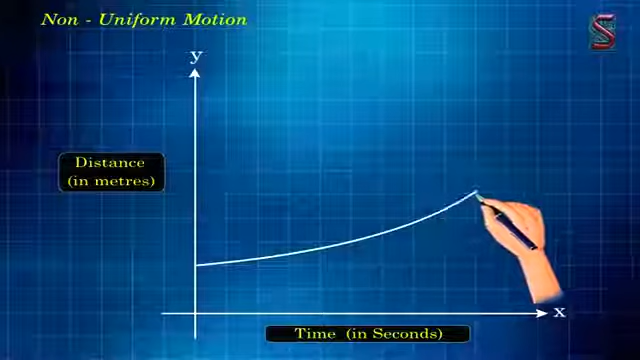 Non - Uniform Motion
S
y
Distance
(in metres)
x
Time (in Seconds)